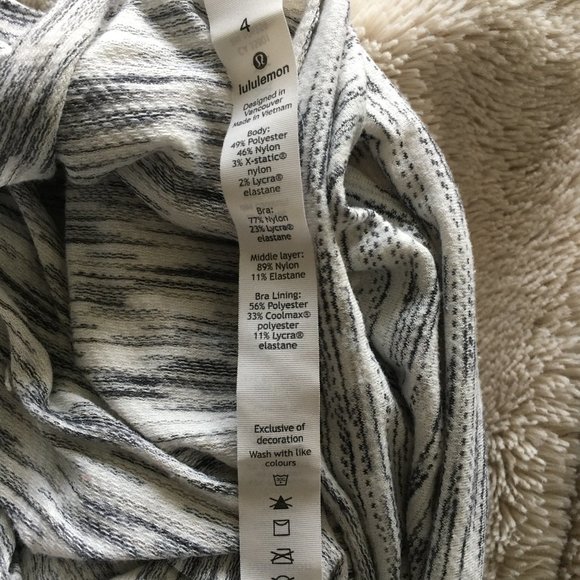 4
lululemon
Designed in
Vancouver
Made in Vietnam
Body:
49% Polyester
46% Nylon
3% X-static®
nylon
2% Lycra®
elastane
Bra:
77% Nylon
23% Lycra®
elastane
Middle layer:
89% Nylon
11% Elastane
Bra Lining:
56% Polyester
33% Coolmax®
polyester
11% Lycra®
elastane
Exclusive of
decoration
Wash with like
colours